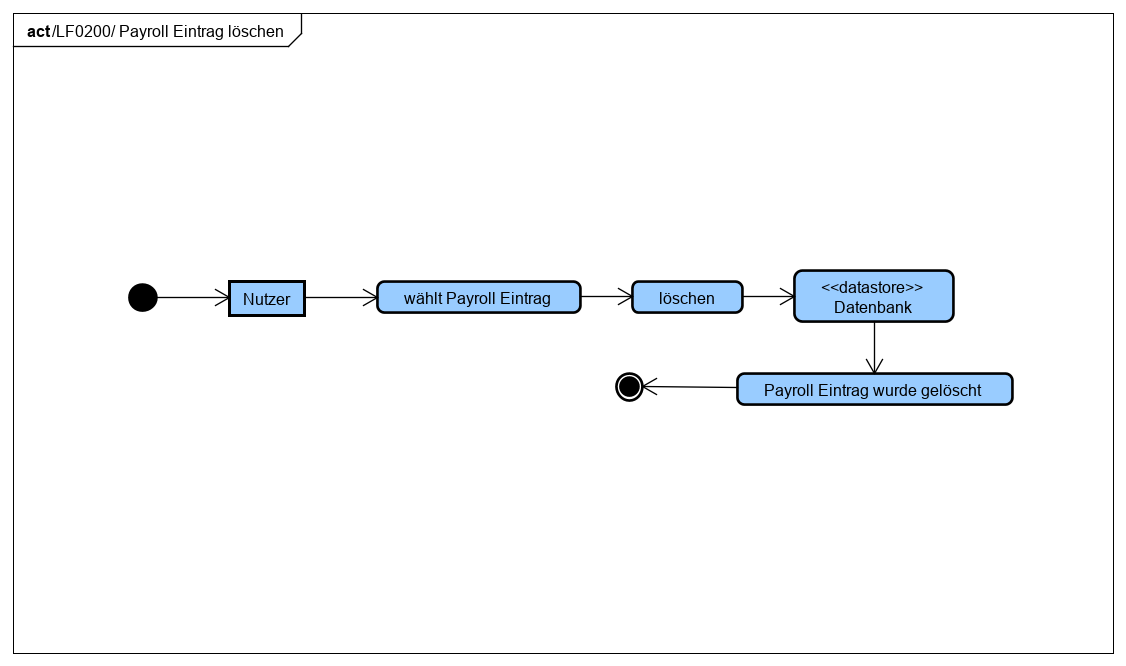 act /LF0200/ Payroll Eintrag löschen
Nutzer
wählt Payroll Eintrag
löschen
<<datastore>>
Datenbank
Payroll Eintrag wurde gelöscht